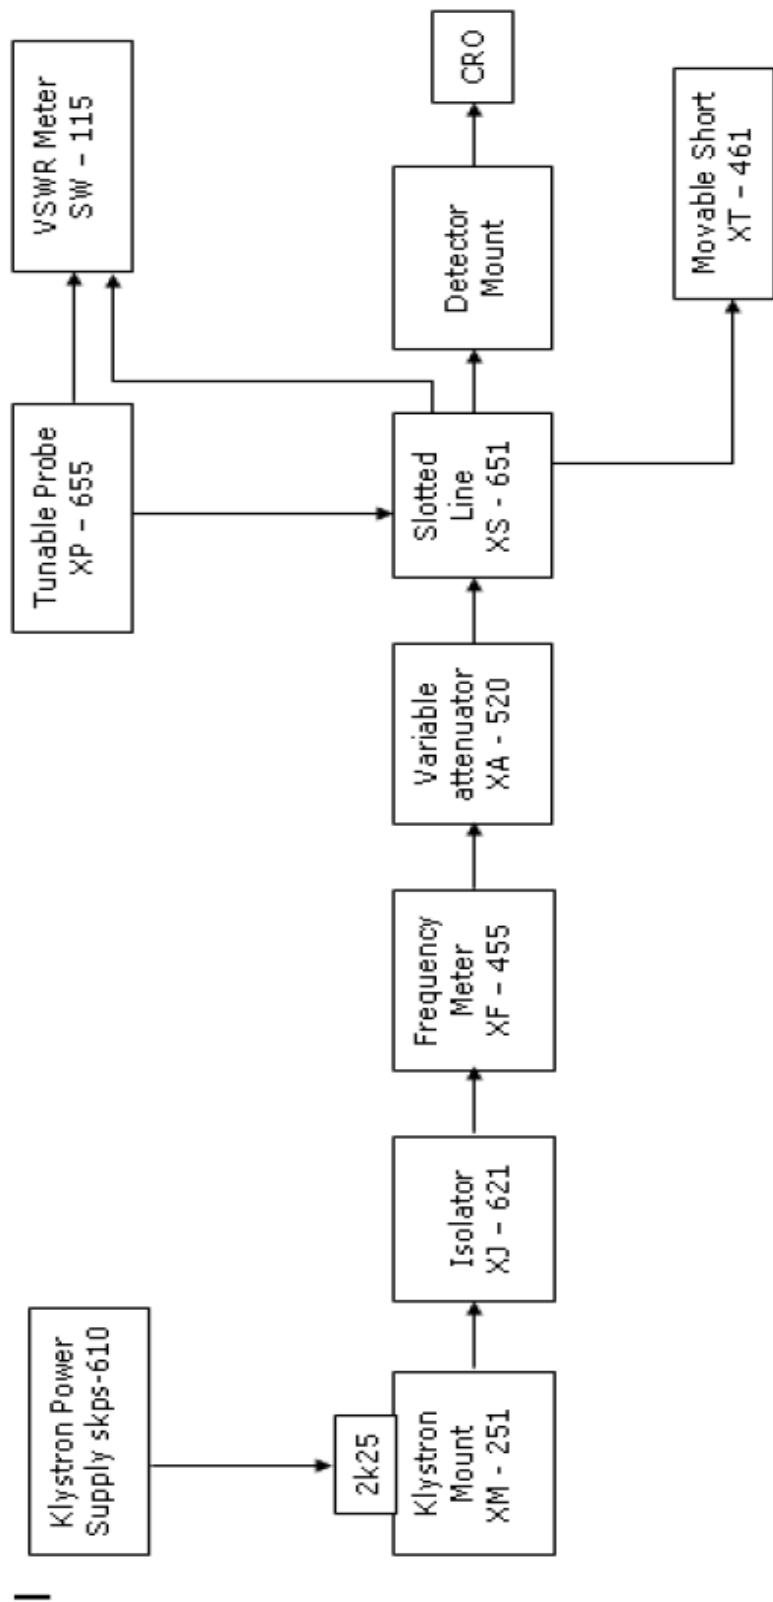 Klystron Power
Supply skps-610
2k25
Klystron
Mount
XM - 251
Isolator
XJ - 621
Frequency
Meter
XF - 455
Variable
attenuator
XA - 520
Tunable Probe
XP - 655
Slotted
Line
XS - 651
VSWR Meter
SW - 115
Detector
Mount
CRO
Movable Short
XT - 461